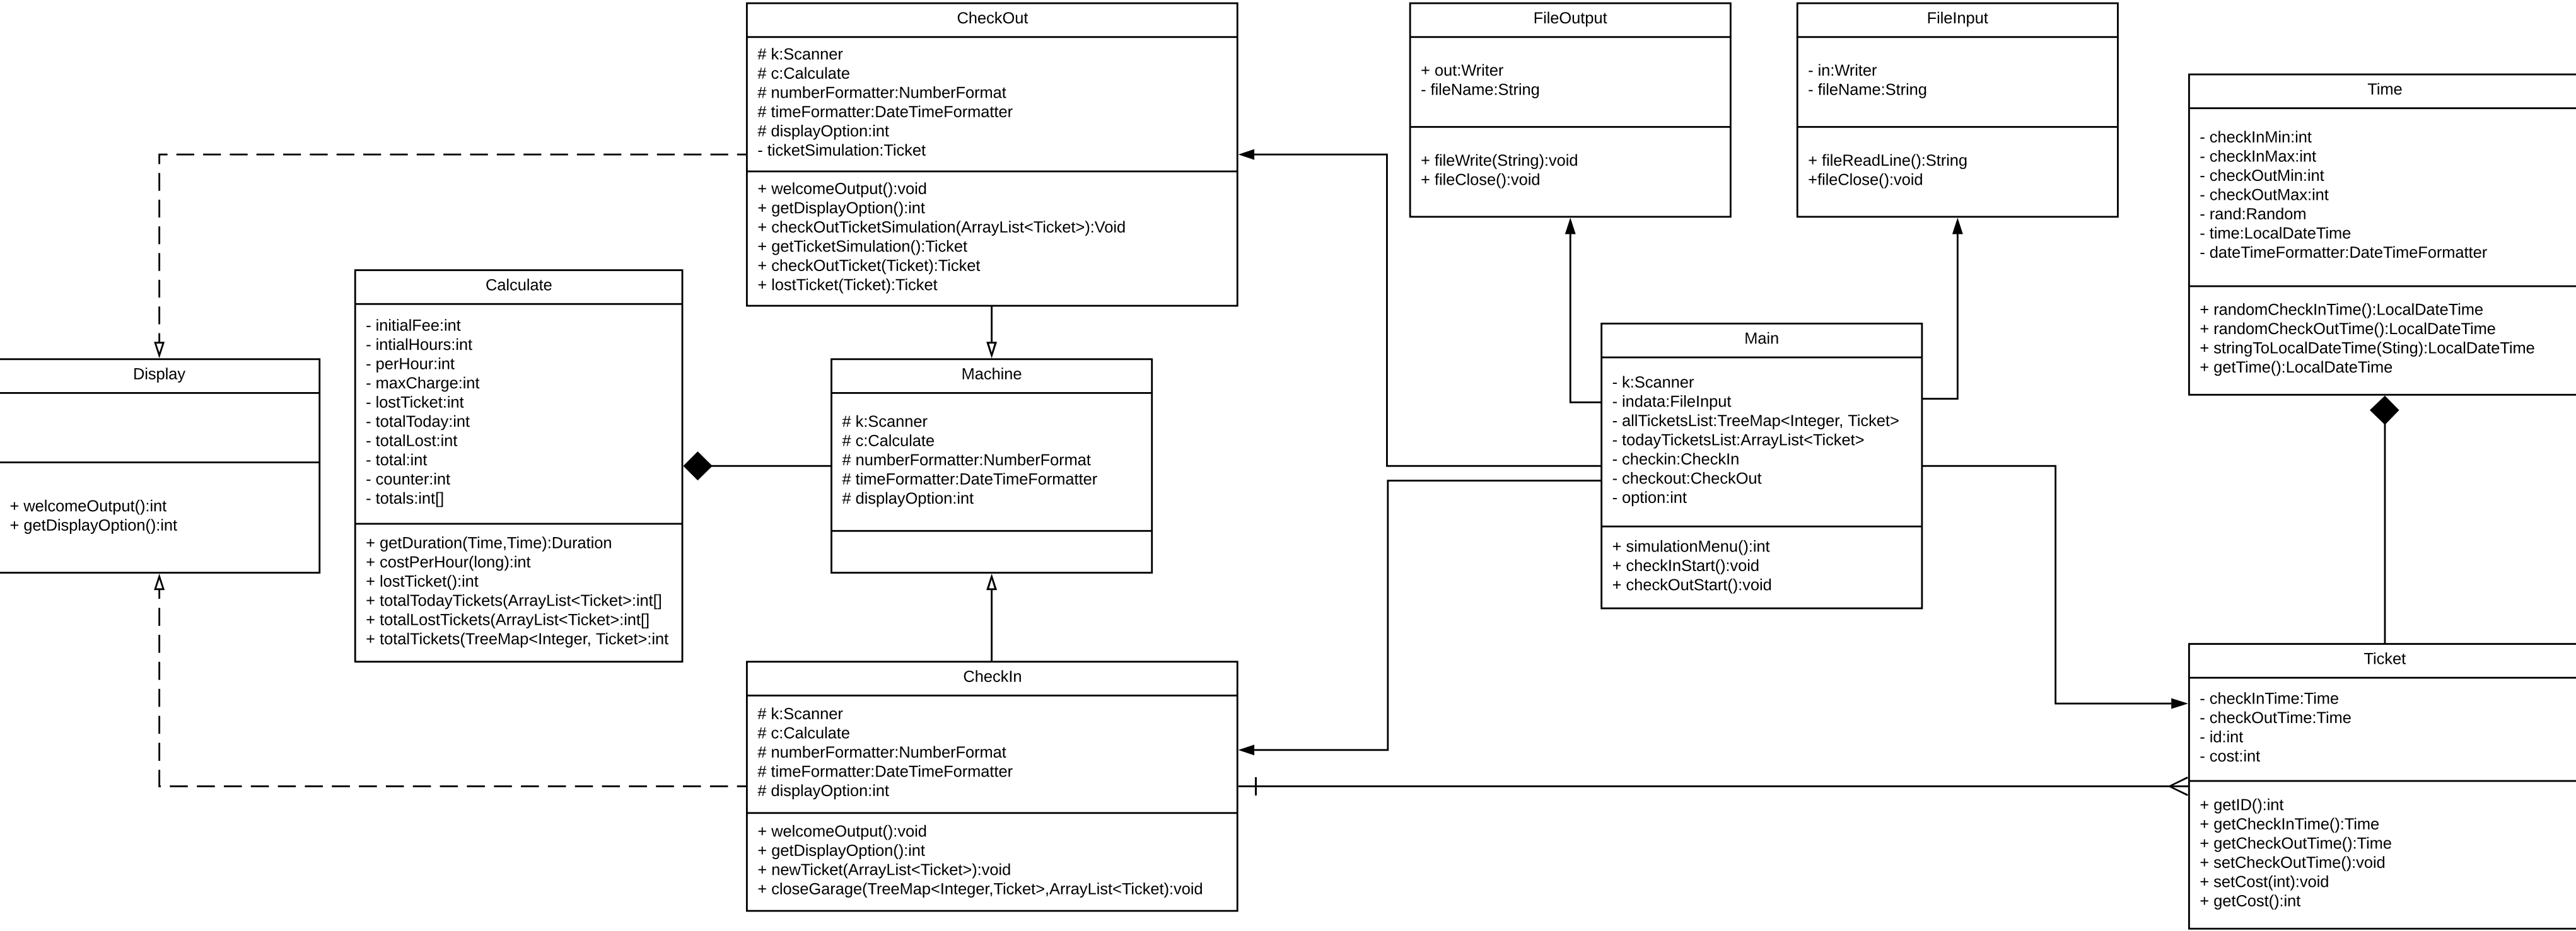 CheckOut
# k:Scanner
# c:Calculate
# numberFormatter:NumberFormat
# timeFormatter:DateTimeFormatter
# displayOption:int
- ticketSimulation:Ticket
+ welcomeOutput():void
+ getDisplayOption():int
+ checkOutTicketSimulation(ArrayList<Ticket>):Void
+ getTicketSimulation():Ticket
+ checkOutTicket(Ticket):Ticket
+ lostTicket(Ticket):Ticket
FileOutput
+ out:Writer
- fileName:String
+ fileWrite(String):void
+ fileClose():void
FileInput
- in:Writer
- fileName:String
+ fileReadLine():String
+fileClose():void
Time
- checkInMin:int
- checkInMax:int
- checkOutMin:int
- checkOutMax:int
- rand:Random
- time:LocalDateTime
- dateTimeFormatter:DateTimeFormatter
+ randomCheckInTime():LocalDateTime
+ randomCheckOutTime():LocalDateTime
+ stringToLocalDateTime(Sting):LocalDateTime
+ getTime():LocalDateTime
Display
+ welcomeOutput():int
+ getDisplayOption():int
Calculate
- initialFee:int
- intialHours:int
- perHour:int
- maxCharge:int
- lostTicket:int
- totalToday:int
- totalLost:int
- total:int
- counter:int
- totals:int[]
+ getDuration(Time,Time):Duration
+ costPerHour(long):int
+ lostTicket():int
+ totalTodayTickets(ArrayList<Ticket>:int[]
+ totalLostTickets(ArrayList<Ticket>:int[]
+ totalTickets(TreeMap<Integer, Ticket>:int
Machine
# k:Scanner
# c:Calculate
# numberFormatter:NumberFormat
# timeFormatter:DateTimeFormatter
# displayOption:int
Main
- k:Scanner
- indata:FileInput
- allTicketsList:TreeMap<Integer, Ticket>
- todayTicketsList:ArrayList<Ticket>
- checkin:CheckIn
- checkout:CheckOut
- option:int
+ simulationMenu():int
+ checkInStart():void
+ checkOutStart():void
CheckIn
# k:Scanner
# c:Calculate
# numberFormatter:NumberFormat
# timeFormatter:DateTimeFormatter
# displayOption:int
+ welcomeOutput():void
+ getDisplayOption():int
+ newTicket(ArrayList<Ticket>):void
+ closeGarage(TreeMap<Integer,Ticket>,ArrayList<Ticket):void
Ticket
- checkInTime:Time
- checkOutTime:Time
- id:int
- cost:int
+ getID():int
+ getCheckInTime():Time
+ getCheckOutTime():Time
+ setCheckOutTime():void
+ setCost(int):void
+ getCost():int